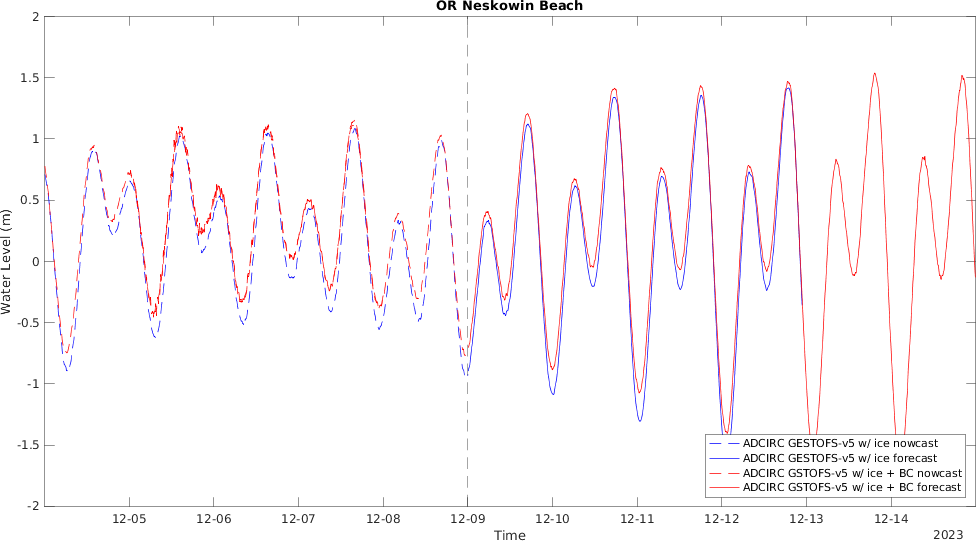 OR Neskowin Beach
2
1.5
1
0.5
0
-0.5
-1
-1.5
-2
Water Level (m)
12-05
12-06
12-07
12-08
12-09
12-10
12-11
12-12
12-13
12-14
Time
2023
ADCIRC GESTOFS-v5 w/ ice nowcast
ADCIRC GESTOFS-v5 w/ ice forecast
ADCIRC GSTOFS-v5 w/ ice + BC nowcast
ADCIRC GSTOFS-v5 w/ ice + BC forecast